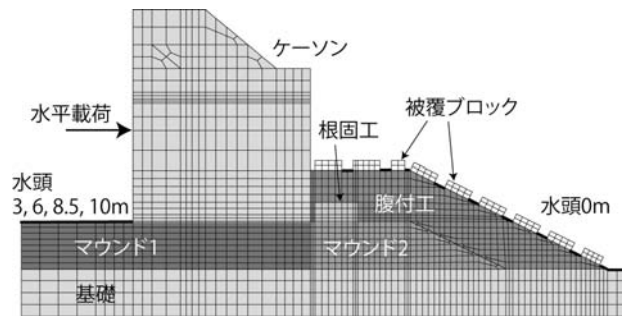 ケーソン
水平載荷
被覆ブロック
根固工
水頭
3, 6, 8.5, 10m
腹付工
水頭0m
マウンド1
マウンド2
基礎